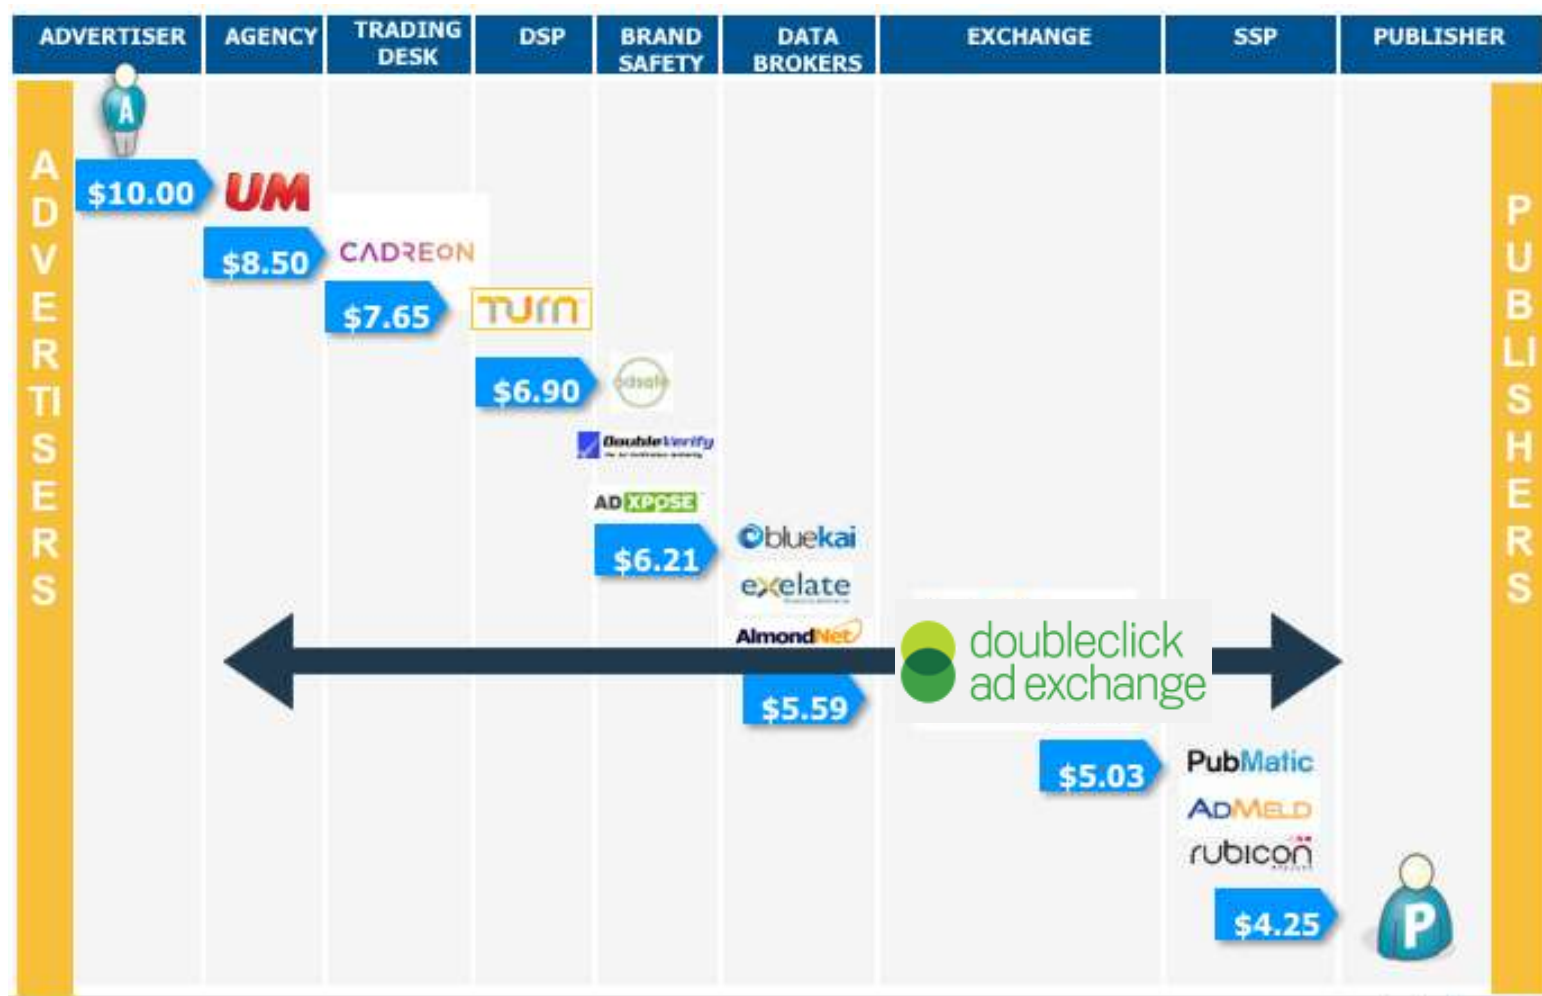 ADVERTISER
AGENCY
TRADING
DESK
DSP
BRAND
SAFETY
DATA
BROKERS
EXCHANGE
SSP
PUBLISHER
ADVERTISERS
A
$10.00
UM
$8.50
CADREON
$7.65
TURN
$6.90
adsafe
DoubleVerify
ADXPOSE
$6.21
bluekai
exelate
AlmondNet
$5.59
doubleclick
ad exchange
$5.03
PubMatic
ADMELD
rubicon
$4.25
P
PUBLISHERS